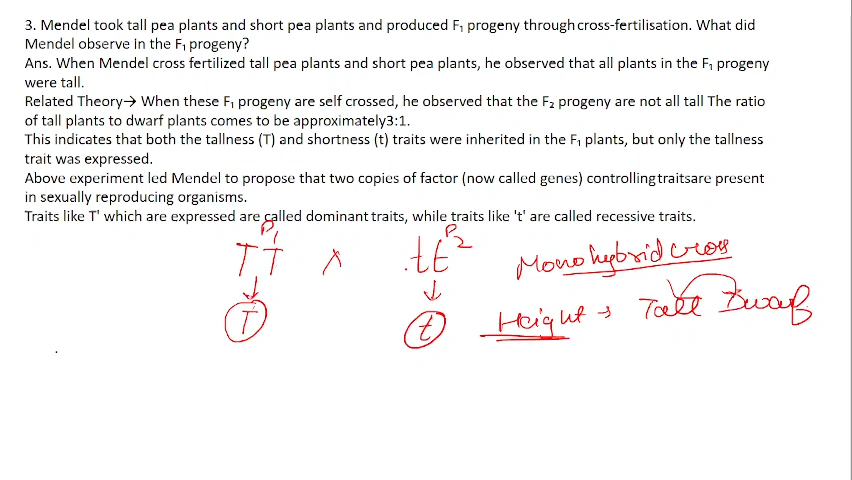 3. Mendel took tall pea plants and short pea plants and produced F₁ progeny through cross-fertilisation. What did
Mendel observe in the F₁ progeny?
Ans. When Mendel cross fertilized tall pea plants and short pea plants, he observed that all plants in the F₁ progeny
were tall.
Related Theory→ When these F₁ progeny are self crossed, he observed that the F₂ progeny are not all tall The ratio
of tall plants to dwarf plants comes to be approximately3:1.
This indicates that both the tallness (T) and shortness (t) traits were inherited in the F₁ plants, but only the tallness
trait was expressed.
Above experiment led Mendel to propose that two copies of factor (now called genes) controlling traitsare present
in sexually reproducing organisms.
Traits like T' which are expressed are called dominant traits, while traits like 't' are called recessive traits.
P₁ P₂
TT × tt Monohybrid cross
↓ ↓
T t Height → Tall Dwarf